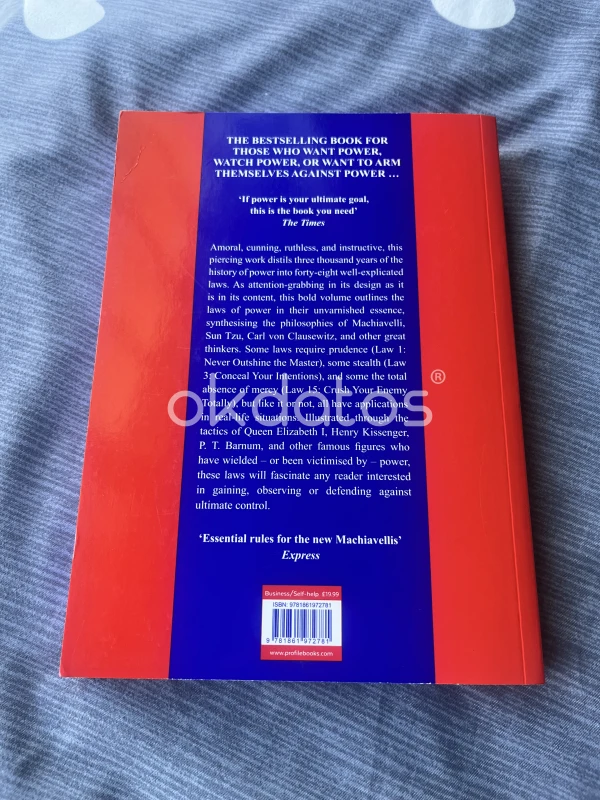 THE BESTSELLING BOOK FOR
THOSE WHO WANT POWER,
WATCH POWER, OR WANT TO ARM
THEMSELVES AGAINST POWER ...
‘If power is your ultimate goal,
this is the book you need’
The Times
Amoral, cunning, ruthless, and instructive, this
piercing work distils three thousand years of the
history of power into forty-eight well-explicated
laws. As attention-grabbing in its design as it
is in its content, this bold volume outlines the
laws of power in their unvarnished essence,
synthesising the philosophies of Machiavelli,
Sun Tzu, Carl von Clausewitz, and other great
thinkers. Some laws require prudence (Law 1:
Never Outshine the Master), some stealth (Law
3: Conceal Your Intentions), and some the total
absence of mercy (Law 15: Crush Your Enemy
Totally), but like it or not, all have applications
in real-life situations. Illustrated through the
tactics of Queen Elizabeth I, Henry Kissenger,
P. T. Barnum, and other famous figures who
have wielded – or been victimised by – power,
these laws will fascinate any reader interested
in gaining, observing or defending against
ultimate control.
‘Essential rules for the new Machiavellis’
Express
Business/Self-help £19.99
ISBN: 9781861972781
9 781861 972781
www.profilebooks.com
okdatos®